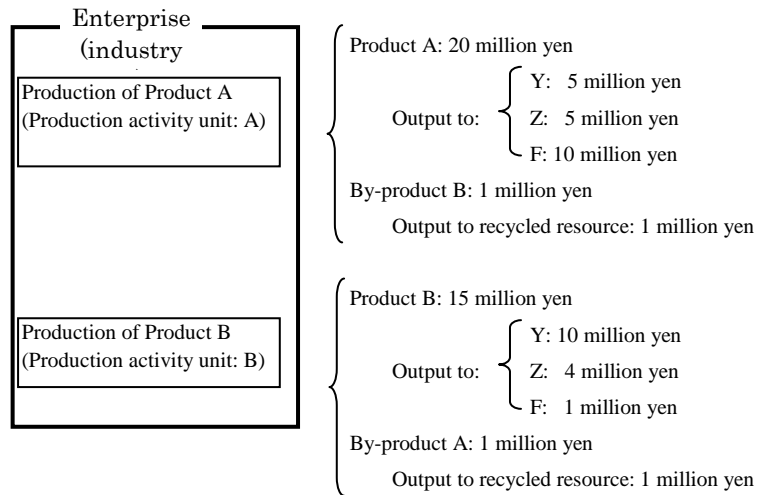 Enterprise
(industry
Production of Product A
(Production activity unit: A)
Production of Product B
(Production activity unit: B)
Product A: 20 million yen
Output to:
Y: 5 million yen
Z: 5 million yen
F: 10 million yen
By-product B: 1 million yen
Output to recycled resource: 1 million yen
Product B: 15 million yen
Output to:
Y: 10 million yen
Z: 4 million yen
F: 1 million yen
By-product A: 1 million yen
Output to recycled resource: 1 million yen